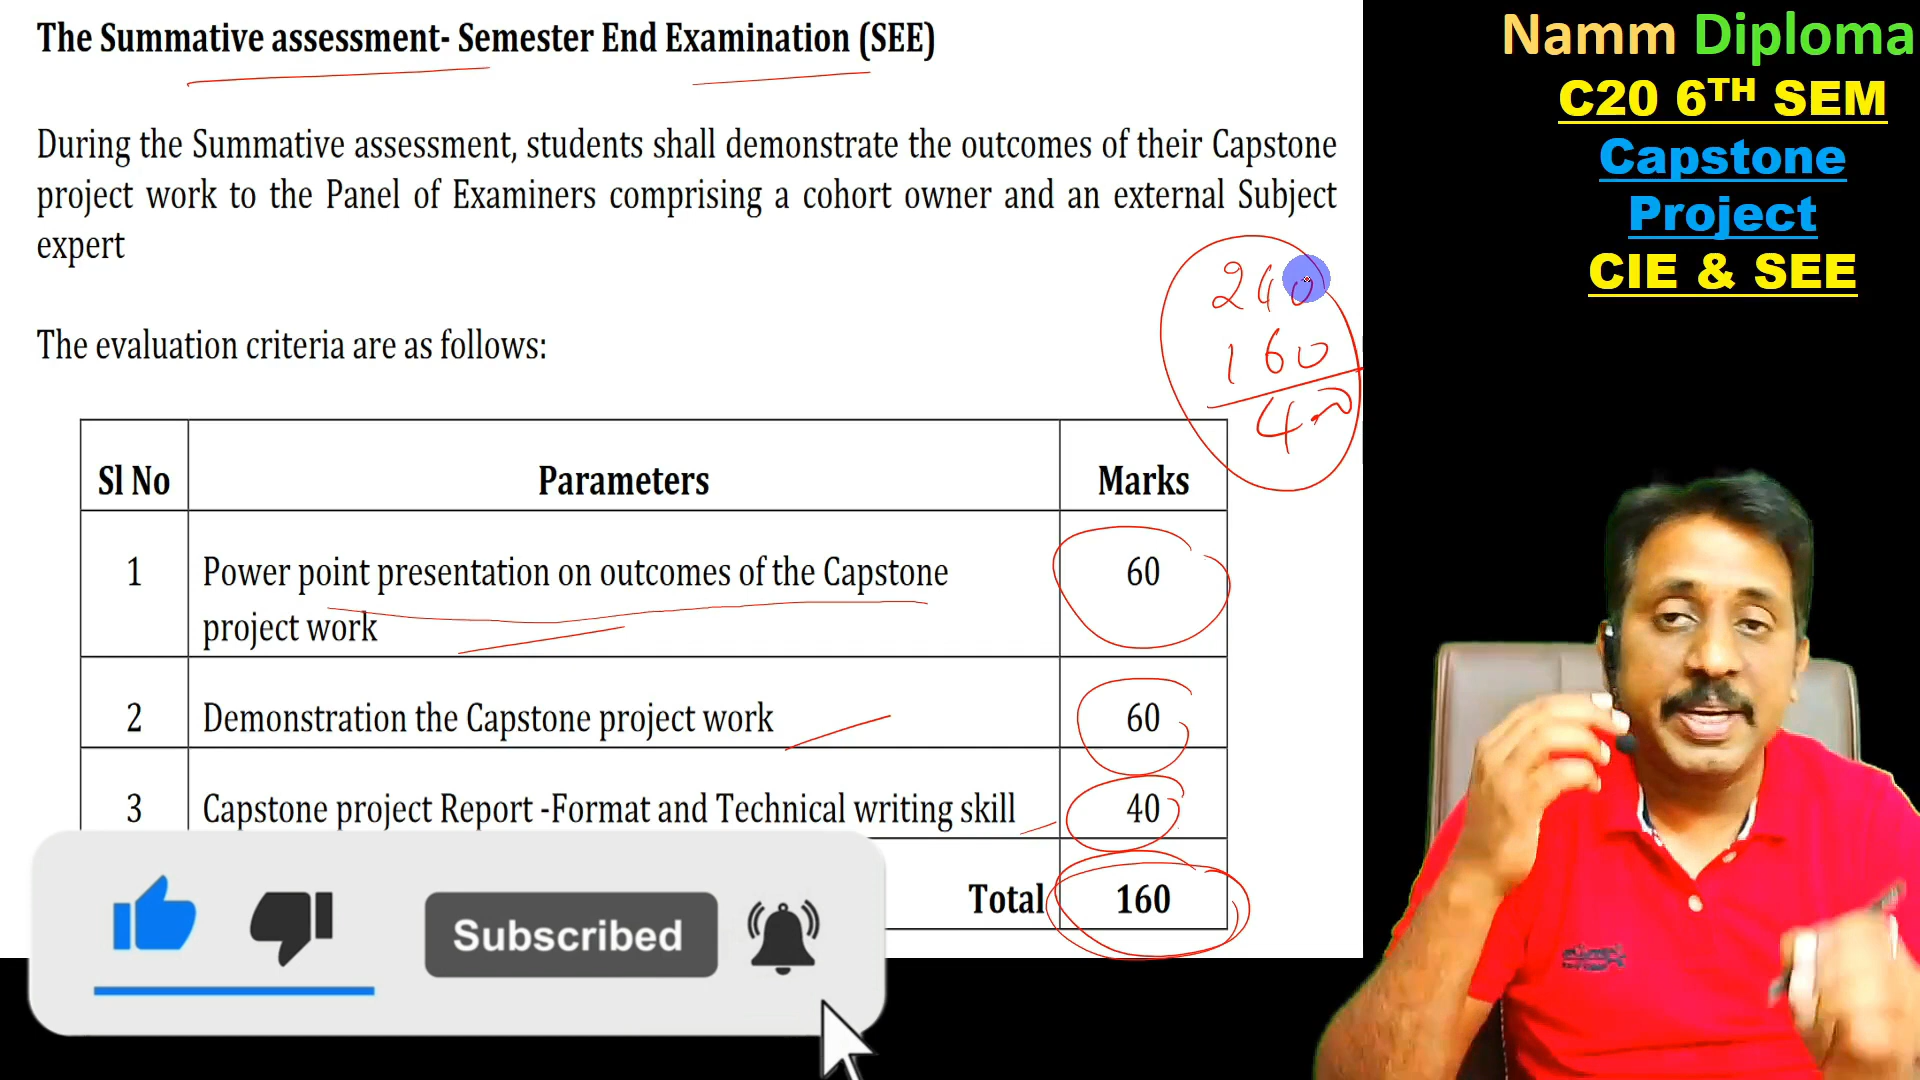 The Summative assessment- Semester End Examination (SEE)
During the Summative assessment, students shall demonstrate the outcomes of their Capstone
project work to the Panel of Examiners comprising a cohort owner and an external Subject
expert
The evaluation criteria are as follows:
240
160
400
Sl No Parameters Marks
1 Power point presentation on outcomes of the Capstone
project work 60
2 Demonstration the Capstone project work 60
3 Capstone project Report -Format and Technical writing skill 40
Total 160
Subscribed
Namm Diploma
C20 6TH SEM
Capstone
Project
CIE & SEE